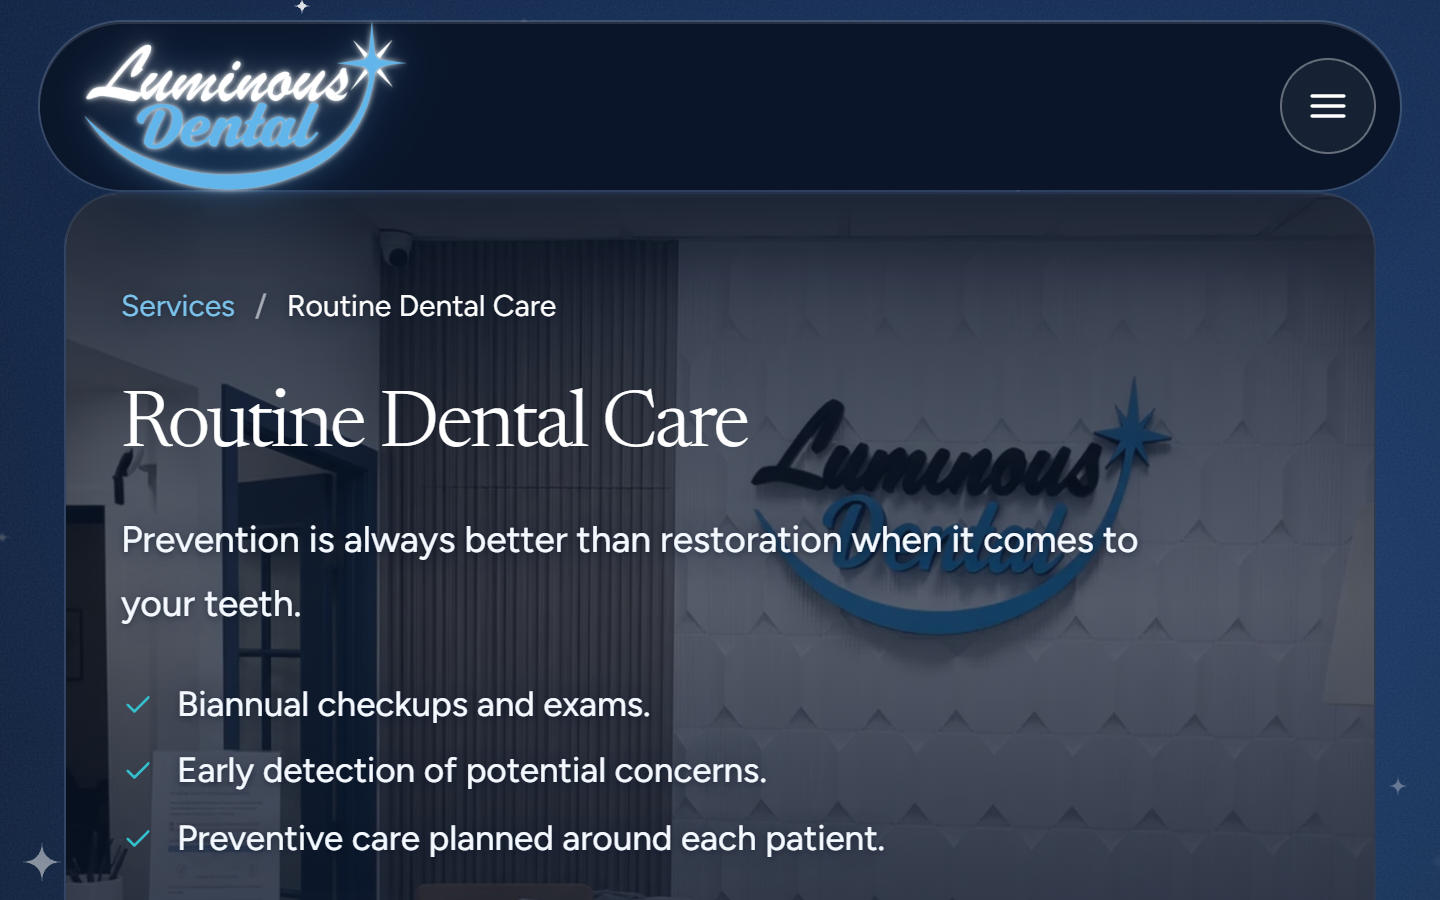 Luminous
Dental
Services / Routine Dental Care
Routine Dental Care
Luminous
Dental
Prevention is always better than restoration when it comes to
your teeth.
Biannual checkups and exams.
Early detection of potential concerns.
Preventive care planned around each patient.